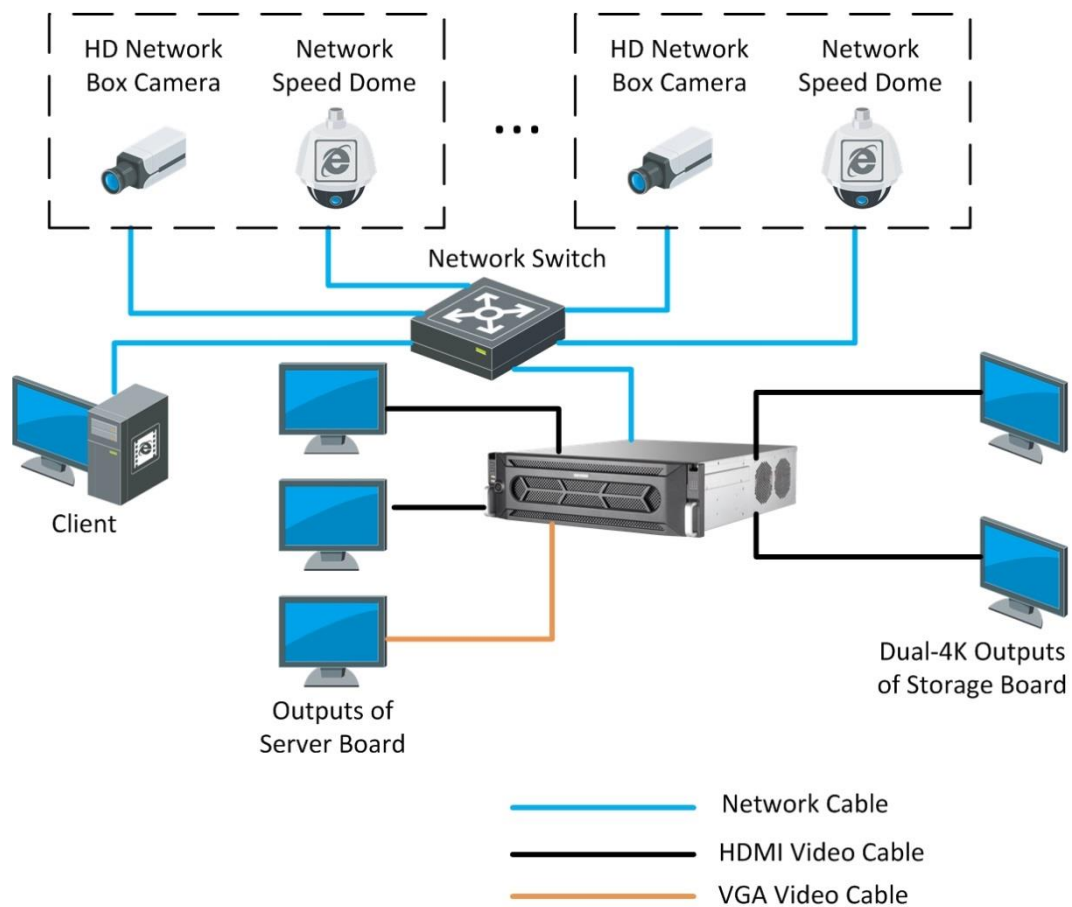 HD Network
Box Camera
Network
Speed Dome
...
HD Network
Box Camera
Network
Speed Dome
Network Switch
Client
Outputs of
Server Board
Dual-4K Outputs
of Storage Board
Network Cable
HDMI Video Cable
VGA Video Cable